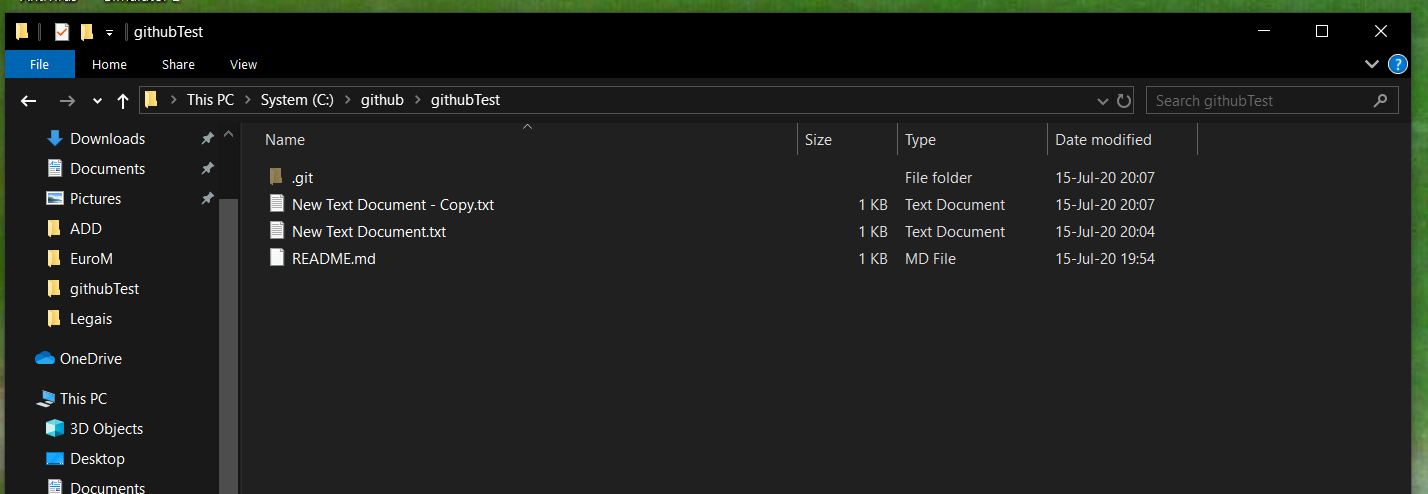 githubTest
File Home Share View
This PC System (C:) github githubTest Search githubTest
Name Size Type Date modified
.git File folder 15-Jul-20 20:07
New Text Document - Copy.txt 1 KB Text Document 15-Jul-20 20:07
New Text Document.txt 1 KB Text Document 15-Jul-20 20:04
README.md 1 KB MD File 15-Jul-20 19:54
Downloads
Documents
Pictures
ADD
EuroM
githubTest
Legais
OneDrive
This PC
3D Objects
Desktop
Documents